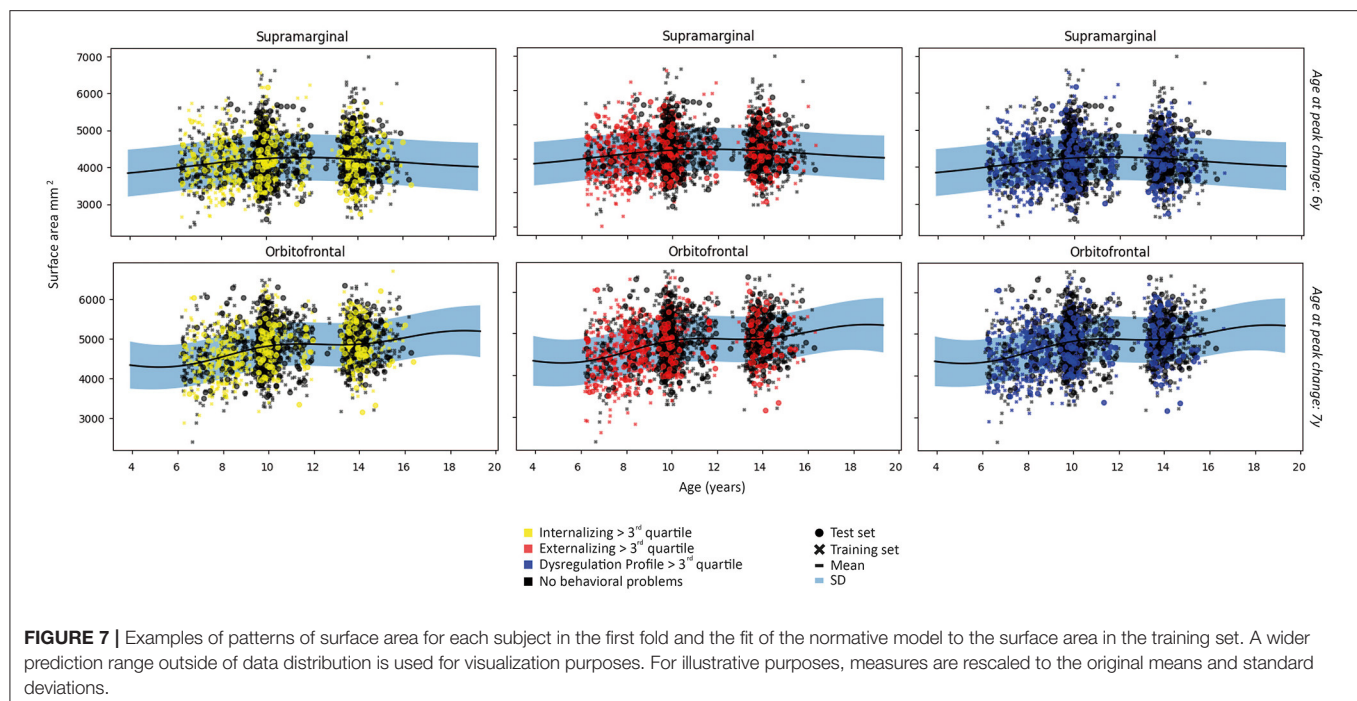 Supramarginal
Supramarginal
Supramarginal
7000
6000
5000
4000
3000
Age at peak change: 6y
Surface area mm 2
Orbitofrontal
Orbitofrontal
Orbitofrontal
6000
5000
4000
3000
Age at peak change: 7y
4 6 8 10 12 14 16 18 20
4 6 8 10 12 14 16 18 20
4 6 8 10 12 14 16 18 20
Age (years)
Internalizing > 3rd quartile
Externalizing > 3rd quartile
Dysregulation Profile > 3rd quartile
No behavioral problems
Test set
Training set
Mean
SD
FIGURE 7 | Examples of patterns of surface area for each subject in the first fold and the fit of the normative model to the surface area in the training set. A wider
prediction range outside of data distribution is used for visualization purposes. For illustrative purposes, measures are rescaled to the original means and standard
deviations.